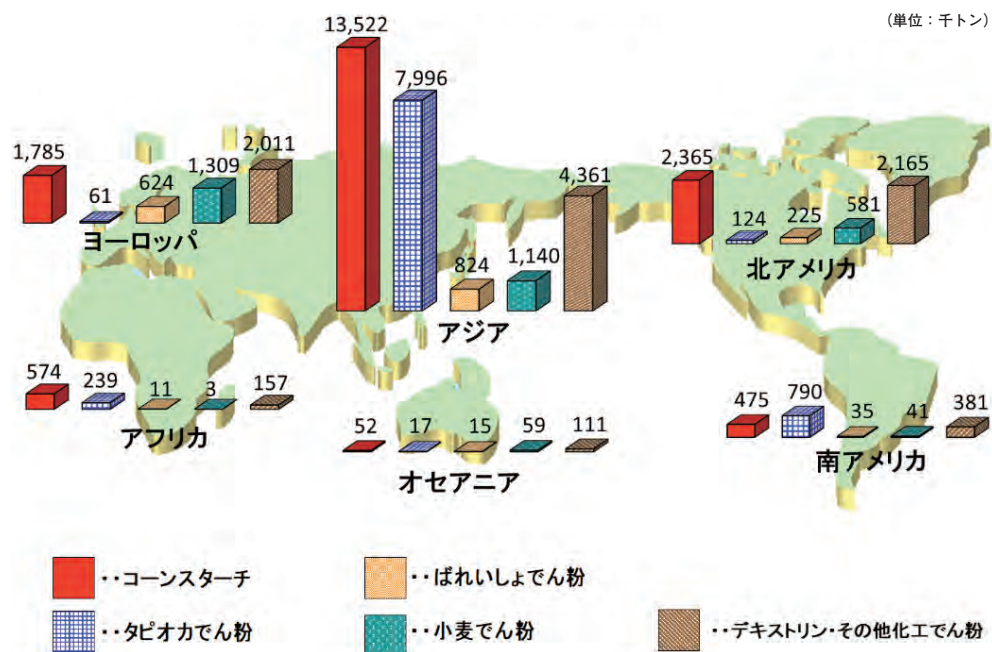 (単位：千トン)
13,522
7,996
1,785
61
624
1,309
2,011
ヨーロッパ
824
1,140
4,361
アジア
2,365
124
225
581
2,165
北アメリカ
574
239
11
3
157
アフリカ
52
17
15
59
111
オセアニア
475
790
35
41
381
南アメリカ
‥コーンスターチ
‥ばれいしょでん粉
‥タピオカでん粉
‥小麦でん粉
‥デキストリン・その他化工でん粉